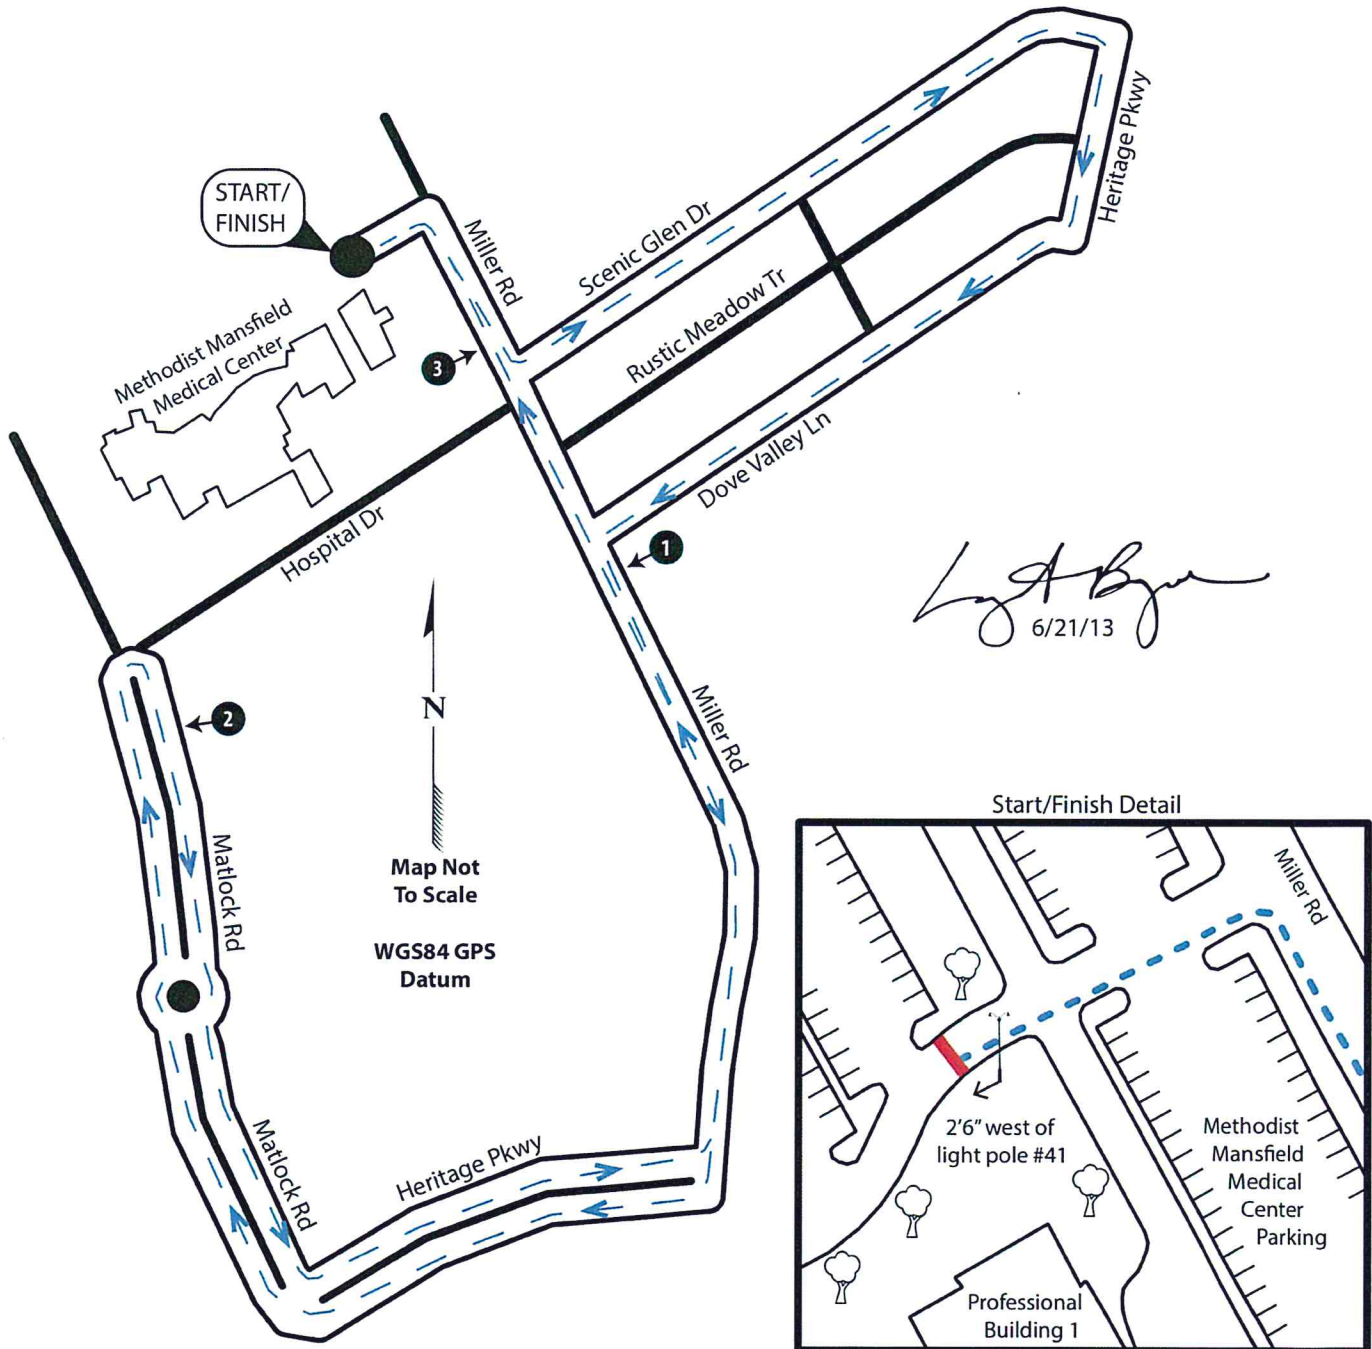 START/
FINISH
Miller Rd
Scenic Glen Dr
Heritage Pkwy
Rustic Meadow Tr
Methodist Mansfield
Medical Center
3
Dove Valley Ln
Hospital Dr
1
6/21/13
N
2
Miller Rd
Map Not
To Scale
WGS84 GPS
Datum
Matlock Rd
Matlock Rd
Heritage Pkwy
Start/Finish Detail
Miller Rd
2'6" west of
light pole #41
Methodist
Mansfield
Medical
Center
Parking
Professional
Building 1